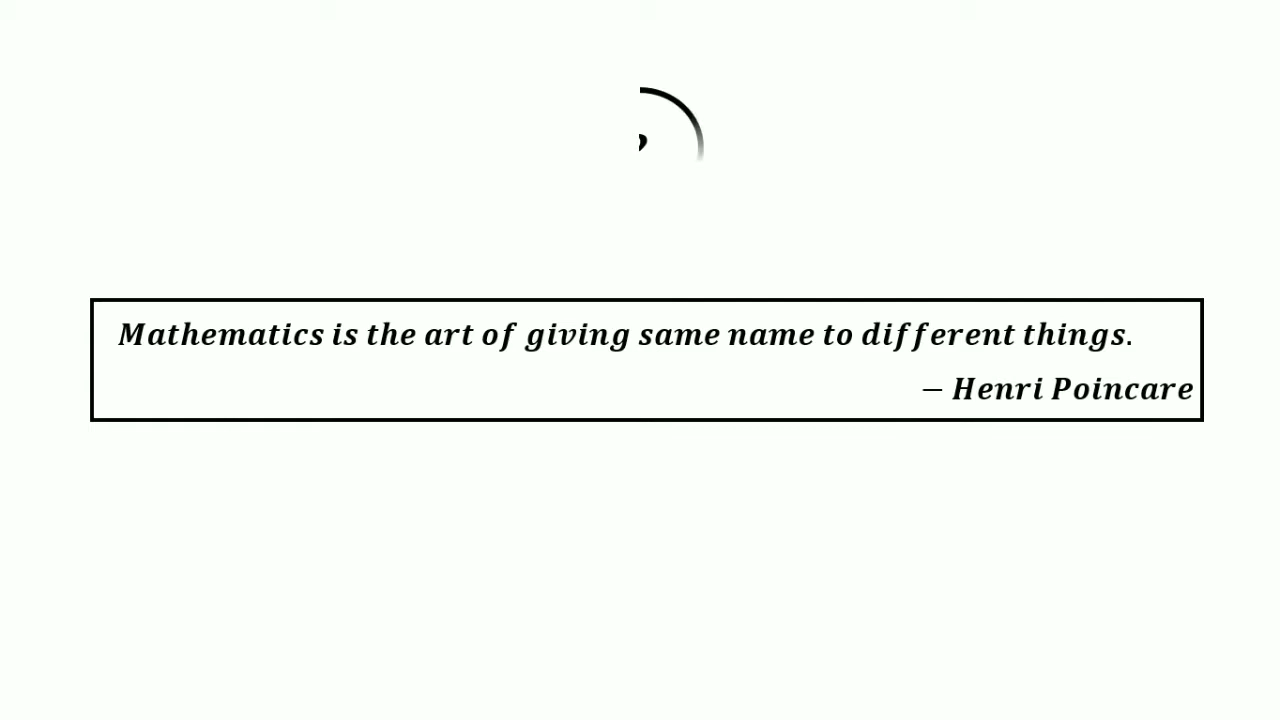 Mathematics is the art of giving same name to different things.
— Henri Poincare